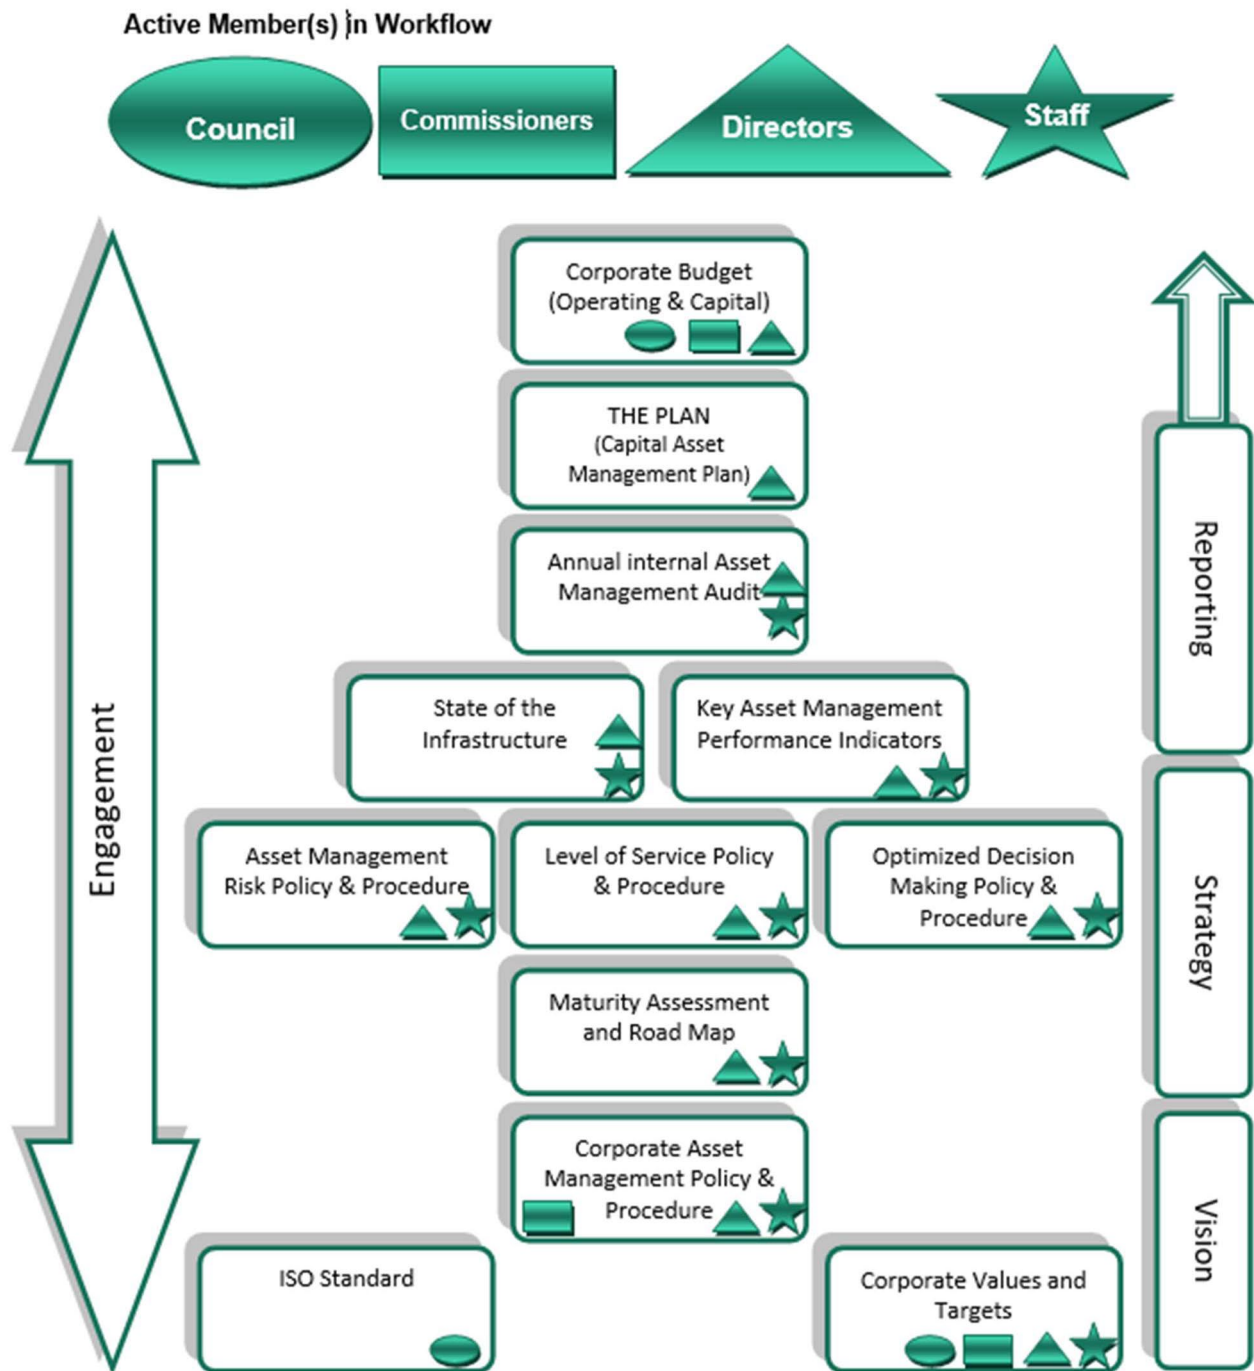 Active Member(s) in Workflow
Council
Commissioners
Directors
Staff
Corporate Budget
(Operating & Capital)
THE PLAN
(Capital Asset
Management Plan)
Annual internal Asset
Management Audit
State of the
Infrastructure
Key Asset Management
Performance Indicators
Asset Management
Risk Policy & Procedure
Level of Service Policy
& Procedure
Optimized Decision
Making Policy &
Procedure
Maturity Assessment
and Road Map
Corporate Asset
Management Policy &
Procedure
ISO Standard
Corporate Values and
Targets
Engagement
Reporting
Strategy
Vision